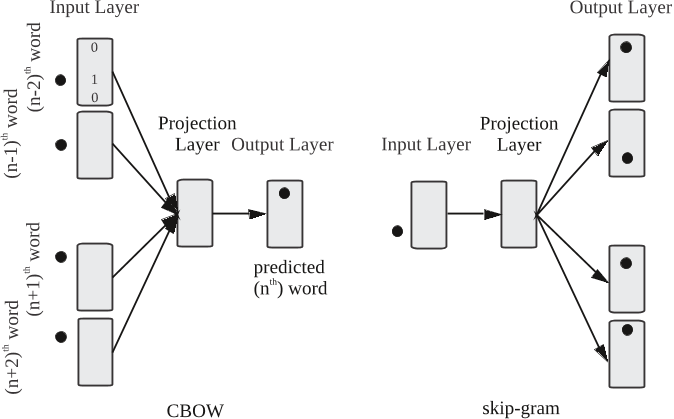 Input Layer
(n-2)th word
0
1
0
(n-1)th word
(n+1)th word
(n+2)th word
Projection
Layer
Output Layer
predicted
(nth) word
CBOW
Input Layer
Projection
Layer
Output Layer
skip-gram